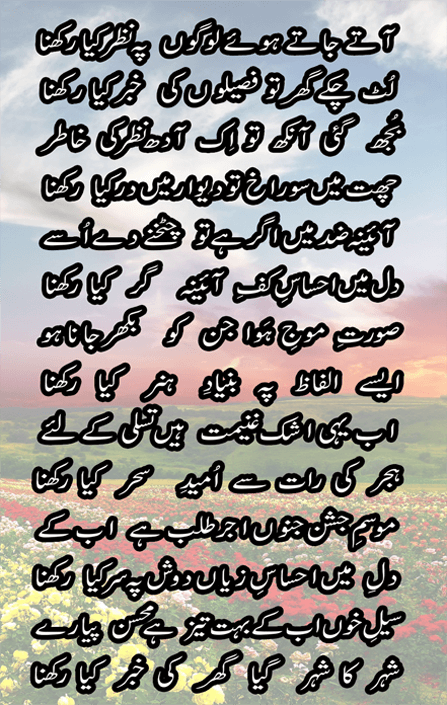 آتے جاتے ہوئے لوگوں پہ نظر کیا رکھنا
لُٹ چکے گھر تو فصیلوں کی خبر کیا رکھنا
بُجھ گئی آنکھ تو اِک آدھ نظر کی خاطر
چھت میں سوراخ تو دیوار میں در کیا رکھنا
آئینہ ضد میں اگر ہے تو چٹخنے دے اُسے
دل میں احساسِ کفِ آئینہ گر کیا رکھنا
صورتِ موجِ ہَوا جن کو بکھر جانا ہو
ایسے الفاظ پہ بنیادِ ہنر کیا رکھنا
اب یہی اشک غنیمت ہیں تسلی کے لئے
ہجر کی رات سے اُمیدِ سحر کیا رکھنا
موسمِ جشنِ جنوں اجر طلب ہے اب کے
دل میں احساسِ زیاں دوش پہ سر کیا رکھنا
سیلِ خوں اب کے بہت تیز ہے محسن پیارے
شہر کا شہر گیا گھر کی خبر کیا رکھنا